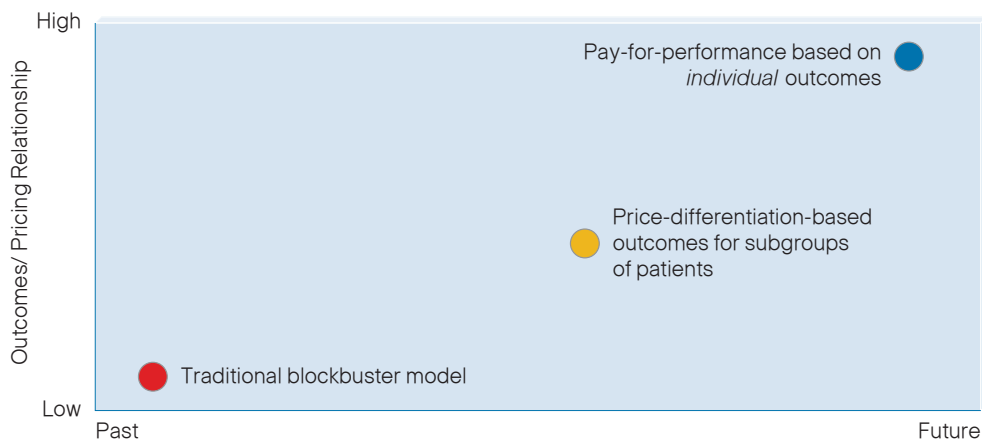 High
Pay-for-performance based on
individual outcomes
Outcomes/ Pricing Relationship
Price-differentiation-based
outcomes for subgroups
of patients
Traditional blockbuster model
Low
Past
Future